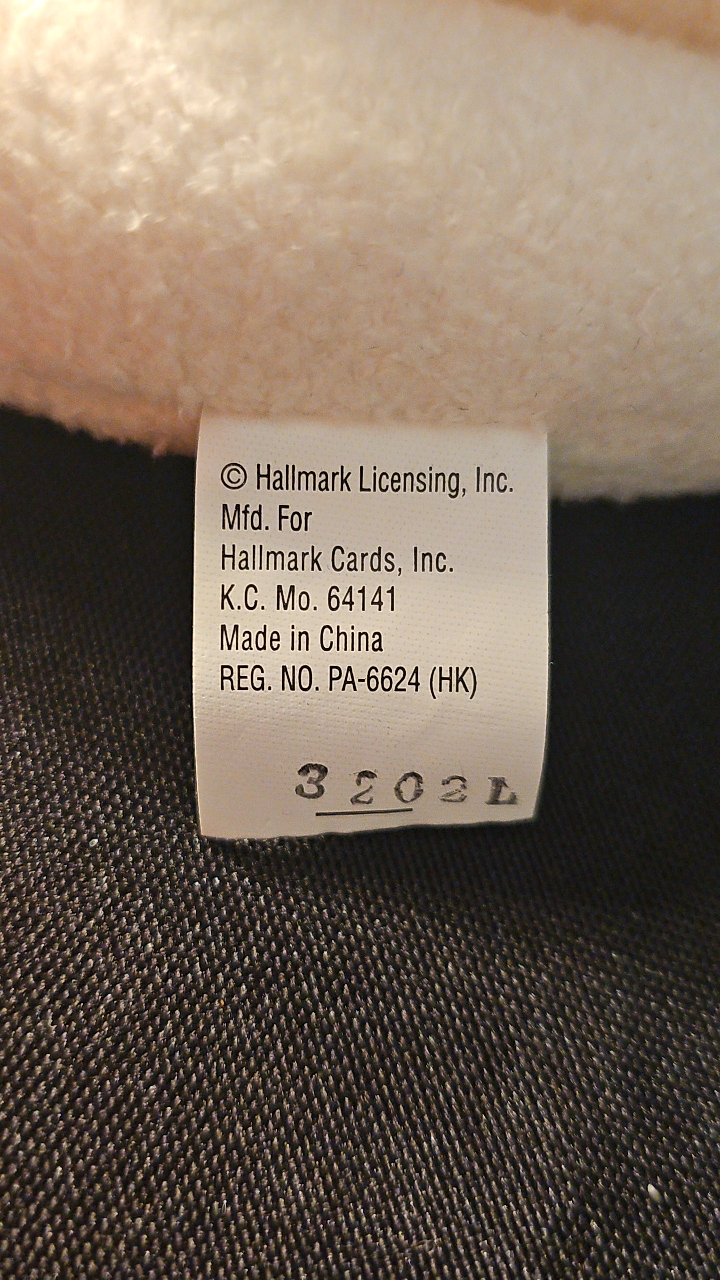 © Hallmark Licensing, Inc.
Mfd. For
Hallmark Cards, Inc.
K.C. Mo. 64141
Made in China
REG. NO. PA-6624 (HK)
3202L